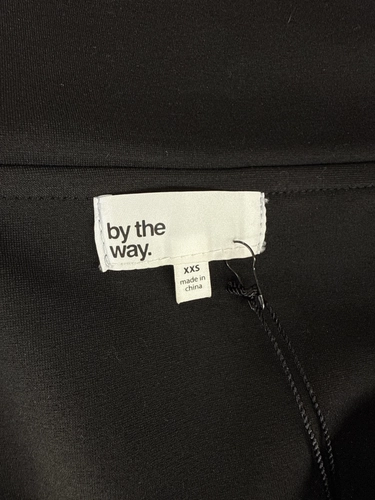 by the
way.
XXS
made in
china